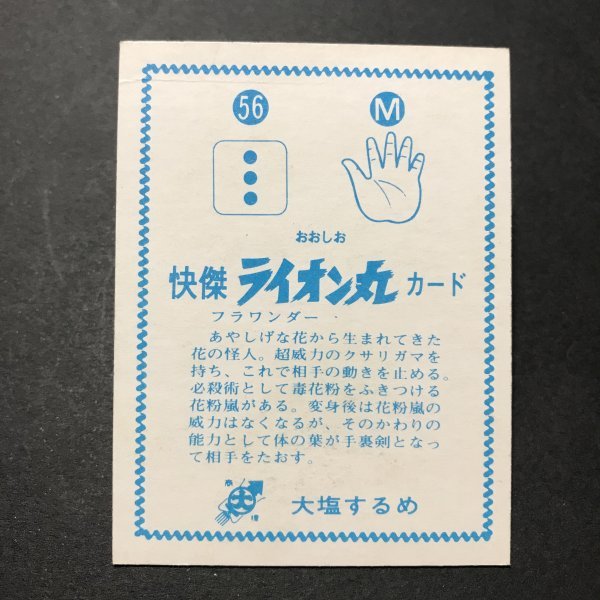 56 M
おおしお
快傑 ライオン丸 カード
フラワンダー
あやしげな花から生まれてきた
花の怪人。超威力のクサリガマを
持ち、これで相手の動きを止める。
必殺術として毒花粉をふきつける
花粉嵐がある。変身後は花粉嵐の
威力はなくなるが、そのかわりの
能力として体の葉が手裏剣となっ
て相手をたおす。
大
大塩するめ